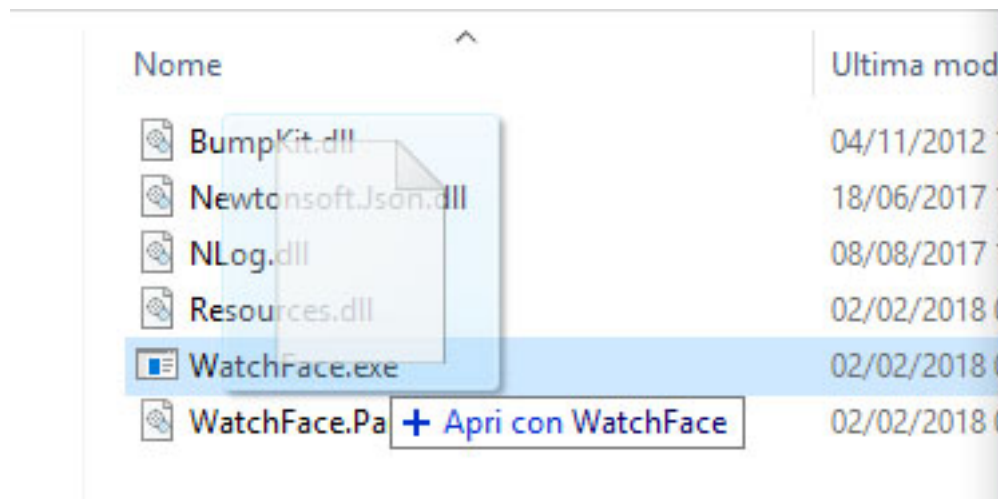 Nome Ultima mod
BumpKit.dll 04/11/2012
Newtonsoft.Json.dll 18/06/2017
NLog.dll 08/08/2017
Resources.dll 02/02/2018
WatchFace.exe 02/02/2018
WatchFace.Pa + Apri con WatchFace 02/02/2018